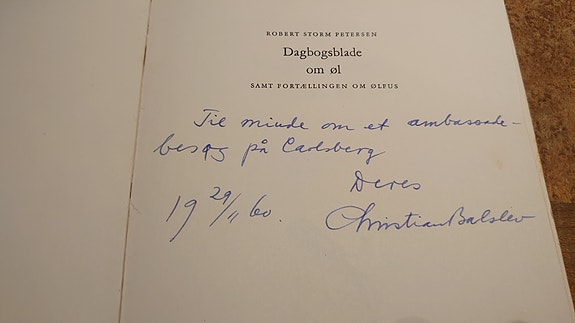 ROBERT STORM PETERSEN
Dagbogsblade
om øl
SAMT FORTÆLLINGEN OM ØLFUS
Til minde om et ambassade-
besøg på Carlsberg
Deres
19 29/11 60.
Christian Balslev